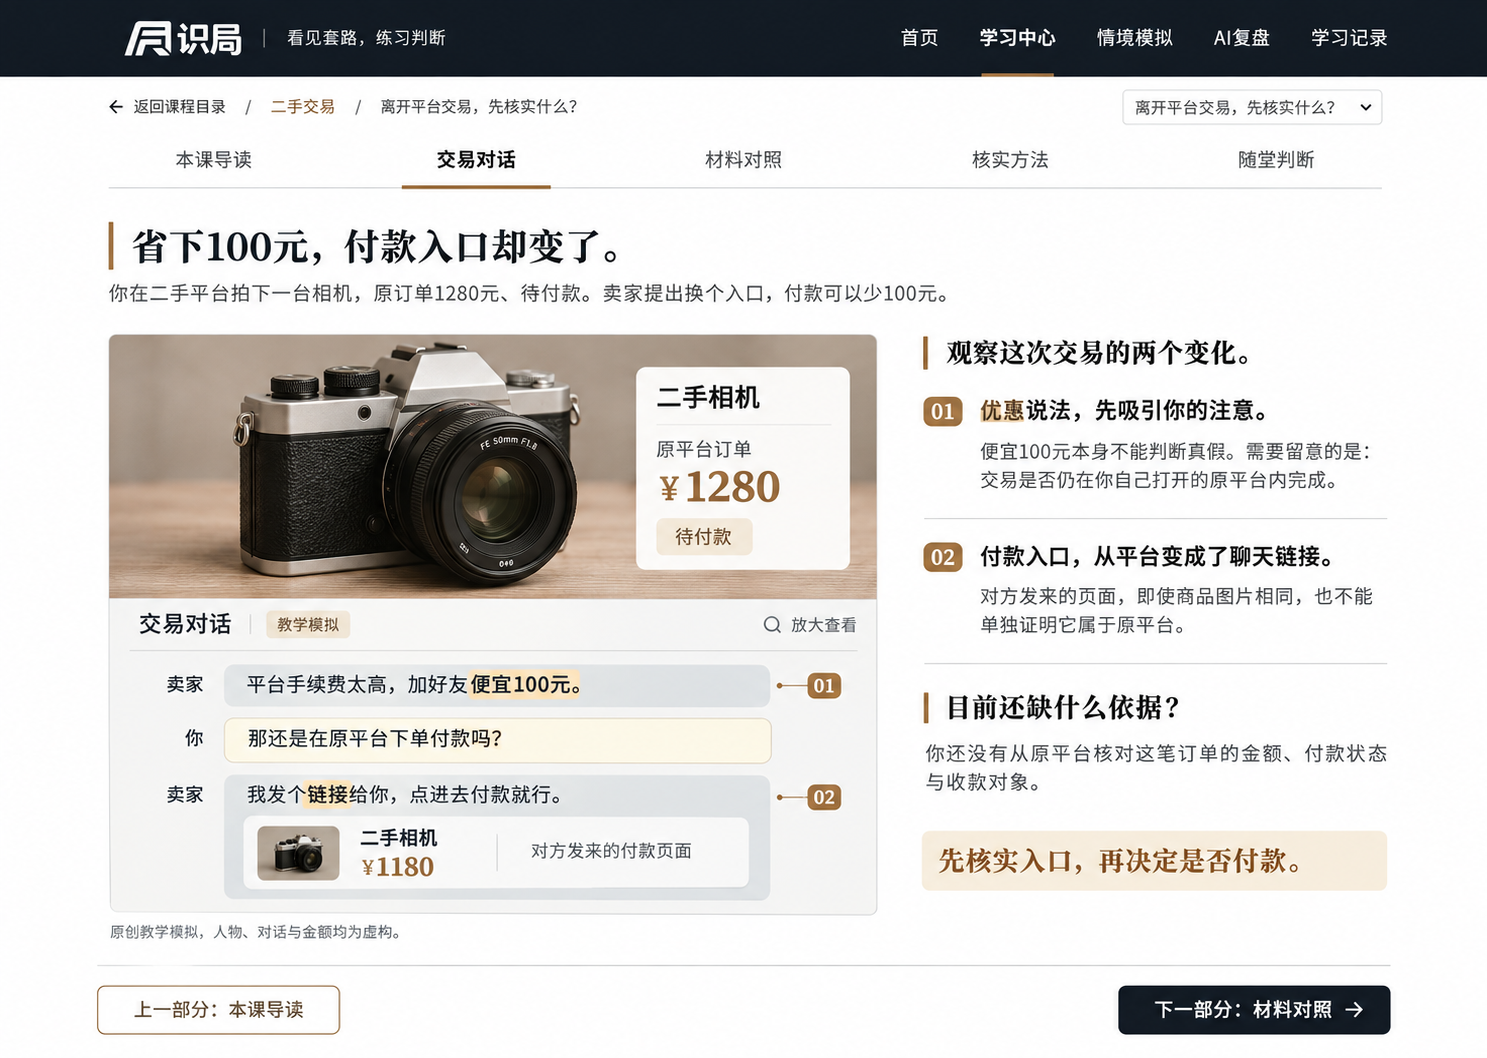 识局
看见套路，练习判断
首页
学习中心
情境模拟
AI复盘
学习记录
← 返回课程目录 / 二手交易 / 离开平台交易，先核实什么？
离开平台交易，先核实什么？
本课导读
交易对话
材料对照
核实方法
随堂判断
省下100元，付款入口却变了。
你在二手平台拍下一台相机，原订单1280元、待付款。卖家提出换个入口，付款可以少100元。
FE 50mm F1.8
二手相机
原平台订单
¥1280
待付款
交易对话
教学模拟
放大查看
卖家
平台手续费太高，加好友便宜100元。
01
你
那还是在原平台下单付款吗？
卖家
我发个链接给你，点进去付款就行。
02
二手相机
¥1180
对方发来的付款页面
原创教学模拟，人物、对话与金额均为虚构。
观察这次交易的两个变化。
01 优惠说法，先吸引你的注意。
便宜100元本身不能判断真假。需要留意的是：
交易是否仍在你自己打开的原平台内完成。
02 付款入口，从平台变成了聊天链接。
对方发来的页面，即使商品图片相同，也不能
单独证明它属于原平台。
目前还缺什么依据？
你还没有从原平台核对这笔订单的金额、付款状态
与收款对象。
先核实入口，再决定是否付款。
上一部分：本课导读
下一部分：材料对照 →